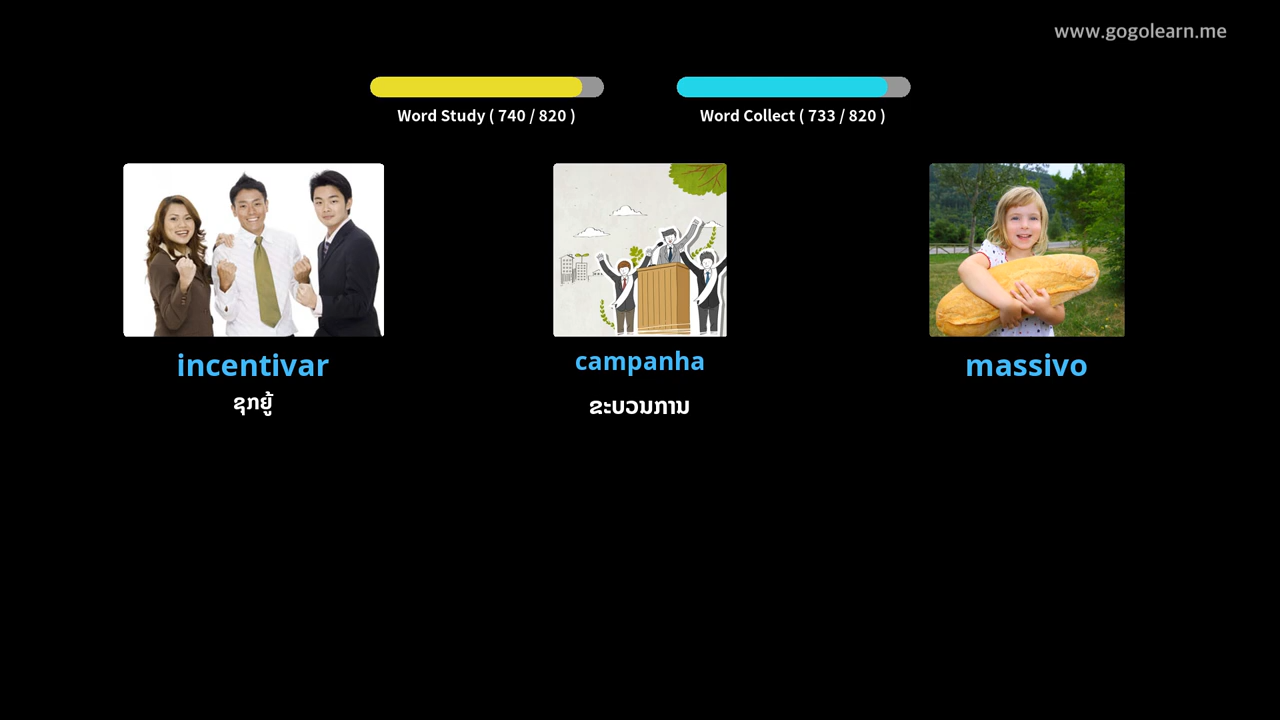 www.gogolearn.me
Word Study ( 740 / 820 )
Word Collect ( 733 / 820 )
incentivar
ຊຸກຍູ້
campanha
ຂະບວນການ
massivo